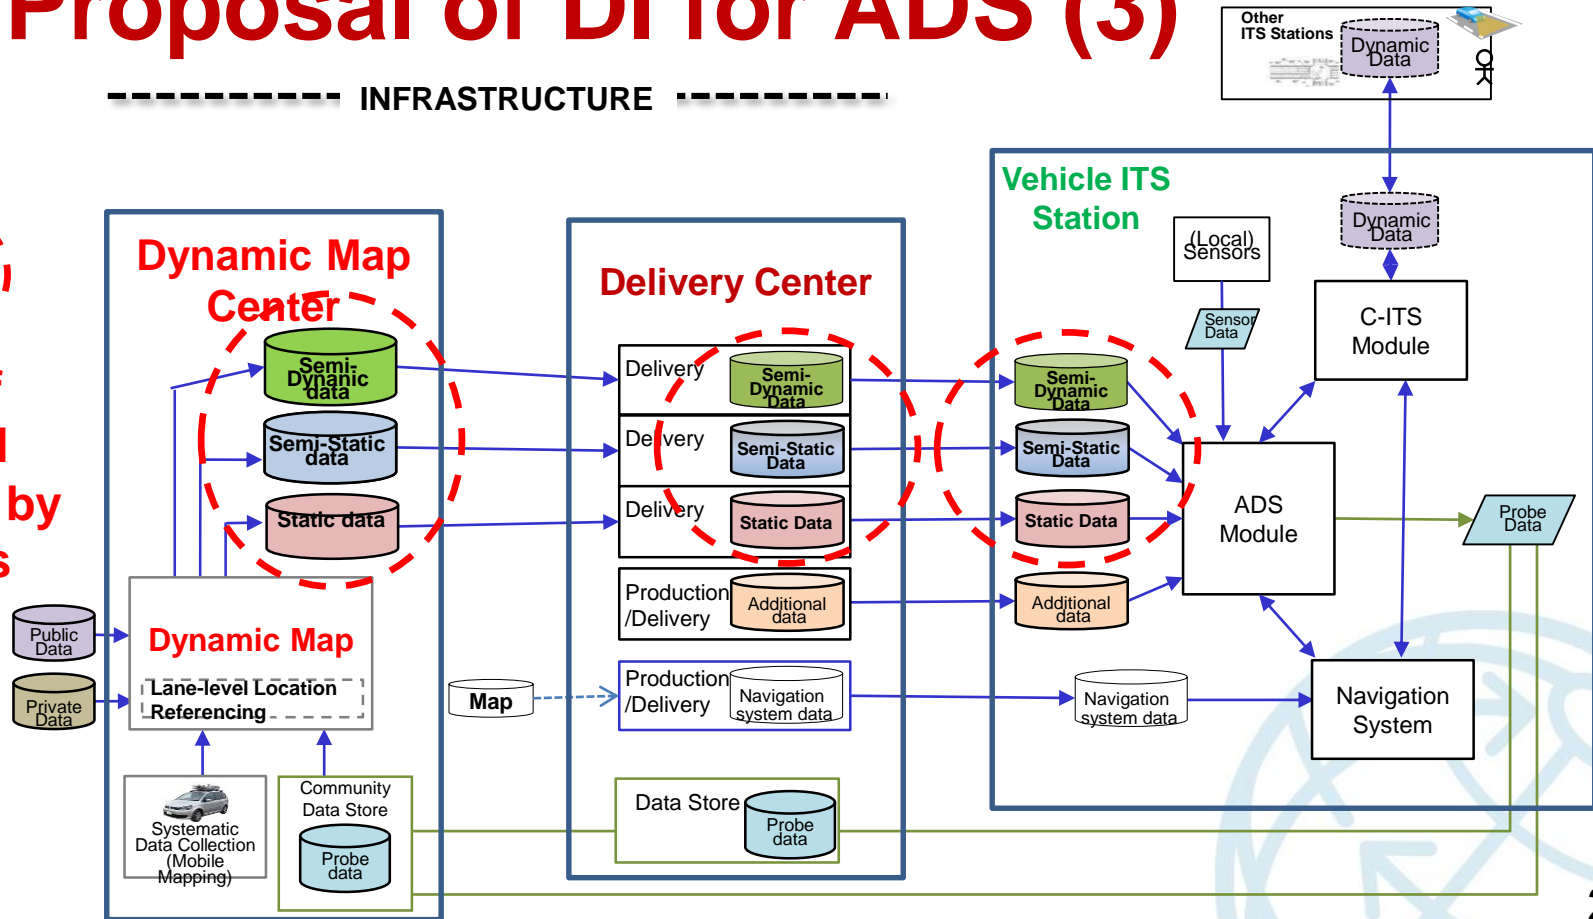 Proposal of DI for ADS (3)
INFRASTRUCTURE
Other
ITS Stations
Dynamic
Data
Vehicle ITS
Station
(Local)
Sensors
Dynamic
Data
Sensor
Data
C-ITS
Module
)
by
s
Dynamic Map
Center
Semi-
Dynanic
data
Semi-Static
data
Static data
Delivery Center
Delivery
Semi-
Dynamic
Data
Delivery
Semi-Static
Data
Delivery
Static Data
Production
/Delivery
Additional
data
Production
/Delivery
Navigation
system data
Semi-
Dynamic
Data
Semi-Static
Data
Static Data
Additional
data
Navigation
system data
ADS
Module
Navigation
System
Probe
Data
Public
Data
Private
Data
Dynamic Map
Lane-level Location
Referencing
Map
Systematic
Data Collection
(Mobile
Mapping)
Community
Data Store
Probe
data
Data Store
Probe
data